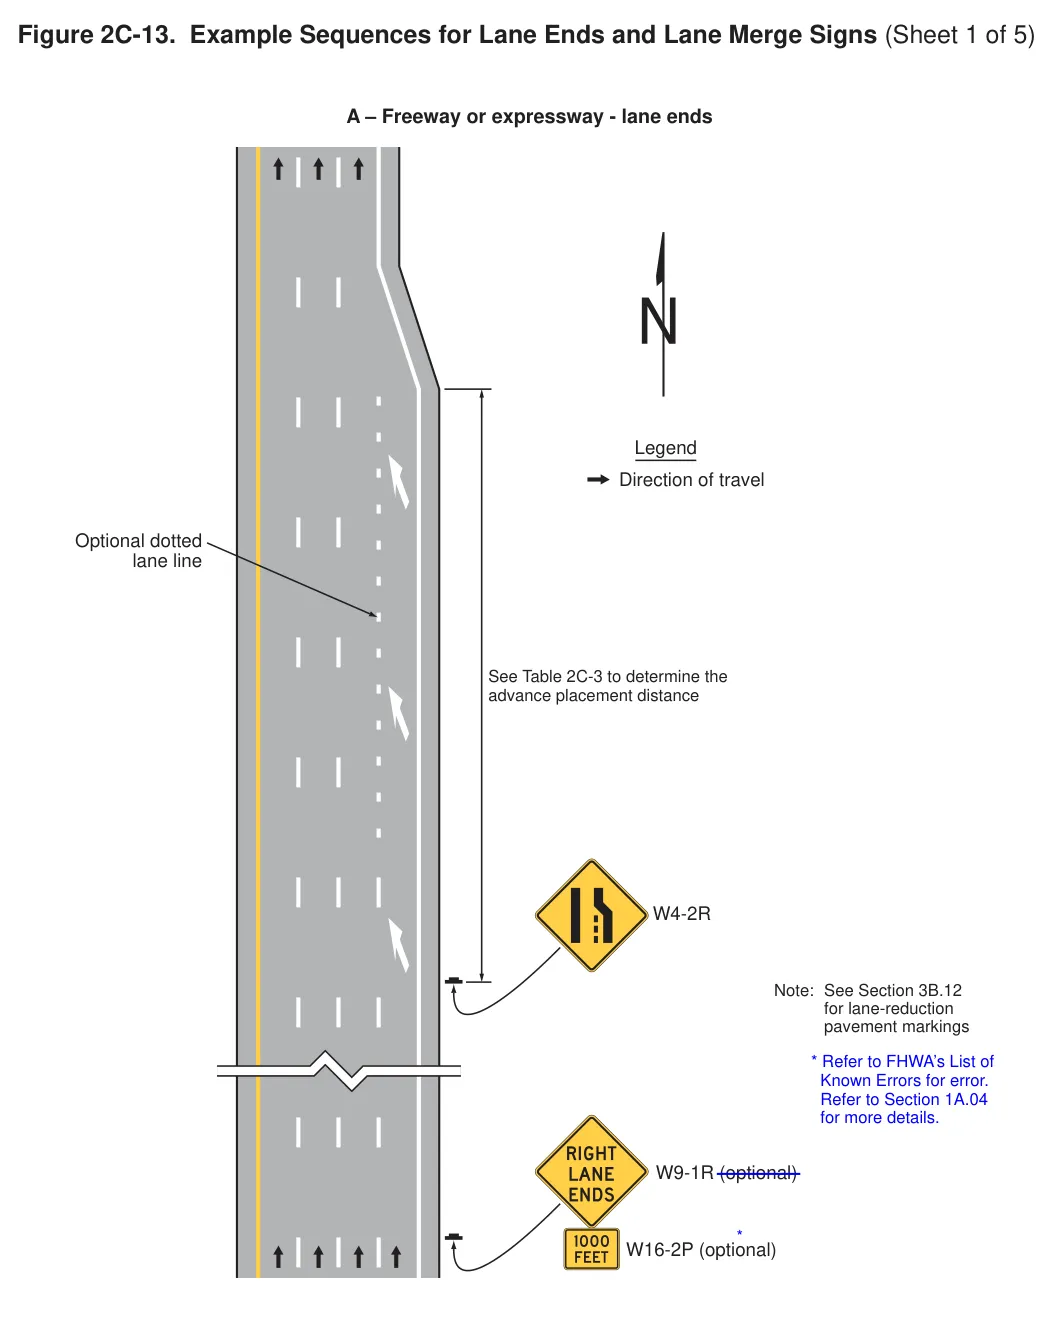 Figure 2C-13. Example Sequences for Lane Ends and Lane Merge Signs (Sheet 1 of 5)
A – Freeway or expressway - lane ends
N
Legend
Direction of travel
Optional dotted
lane line
See Table 2C-3 to determine the
advance placement distance
W4-2R
Note: See Section 3B.12
for lane-reduction
pavement markings
* Refer to FHWA's List of
Known Errors for error.
Refer to Section 1A.04
for more details.
RIGHT
LANE
ENDS
W9-1R (optional)
*
1000
FEET
W16-2P (optional)